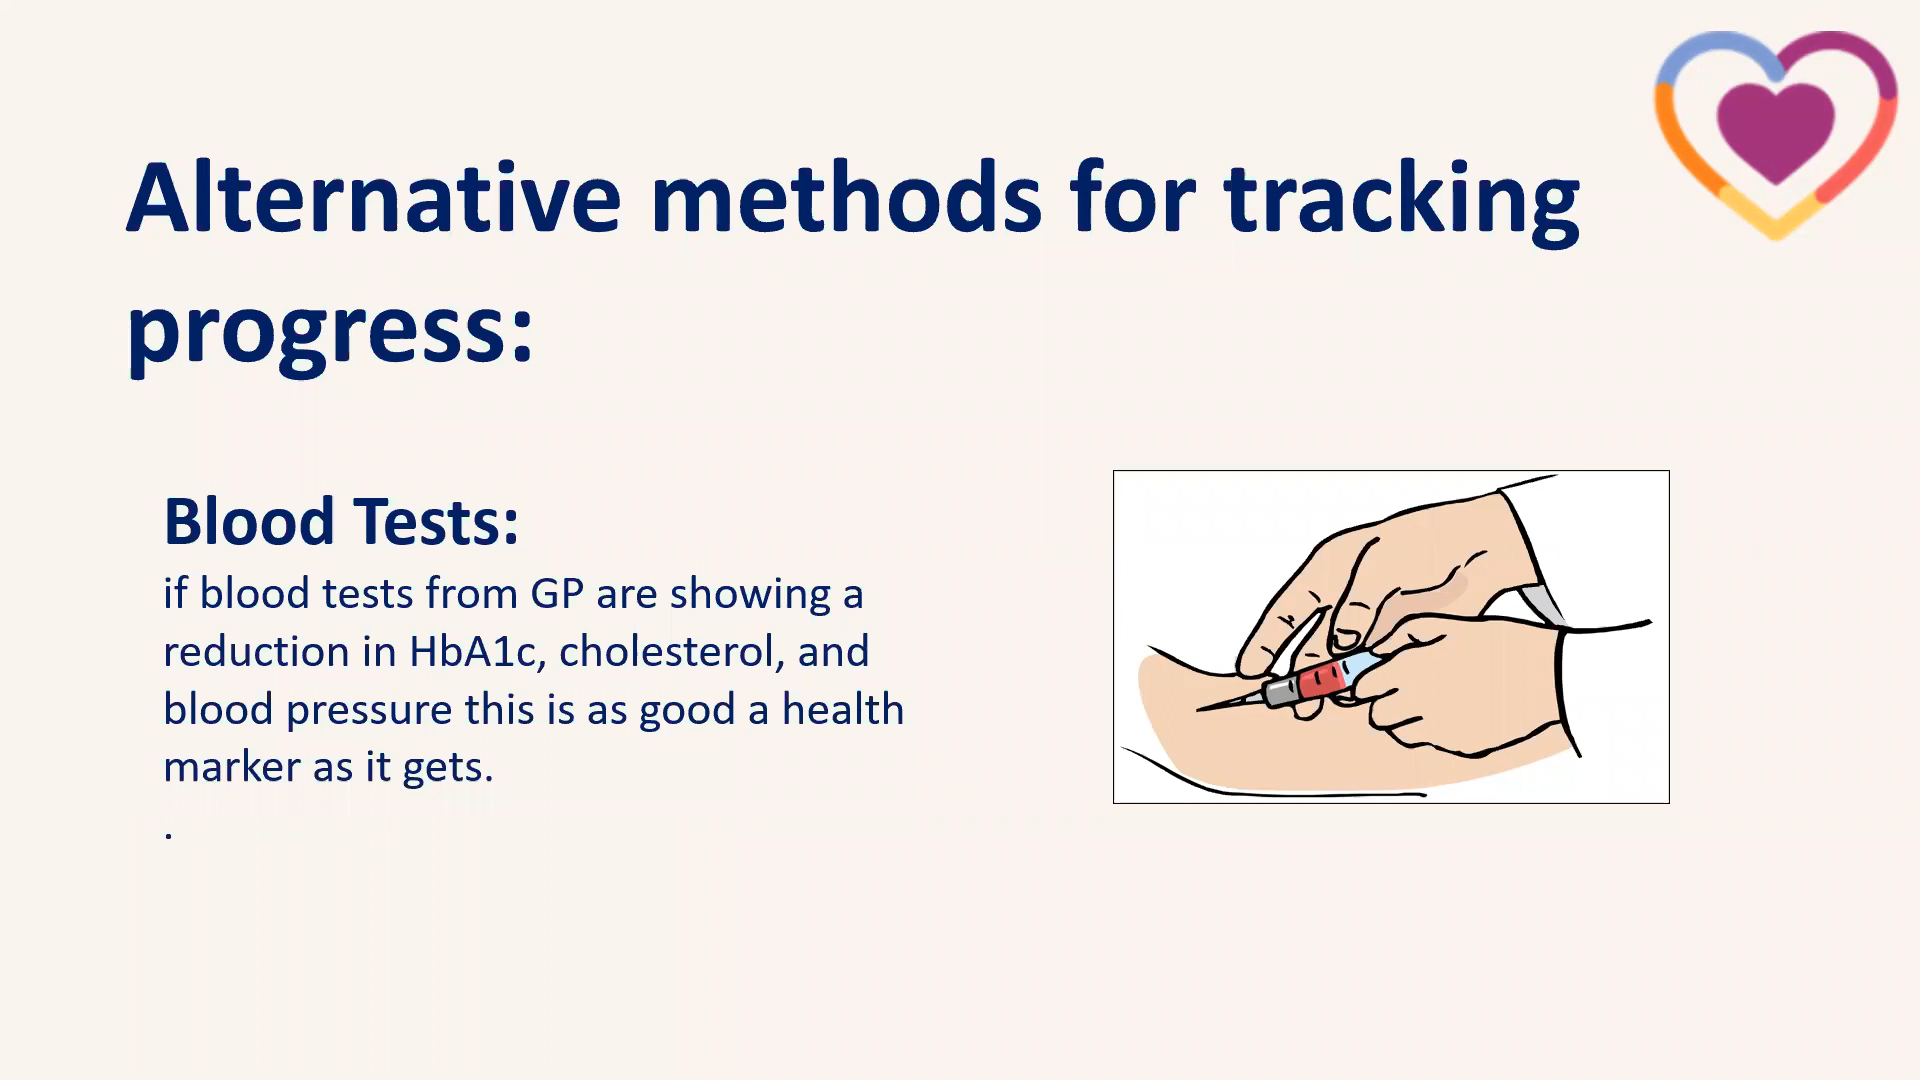 Alternative methods for tracking
progress:
Blood Tests:
if blood tests from GP are showing a
reduction in HbA1c, cholesterol, and
blood pressure this is as good a health
marker as it gets.
.